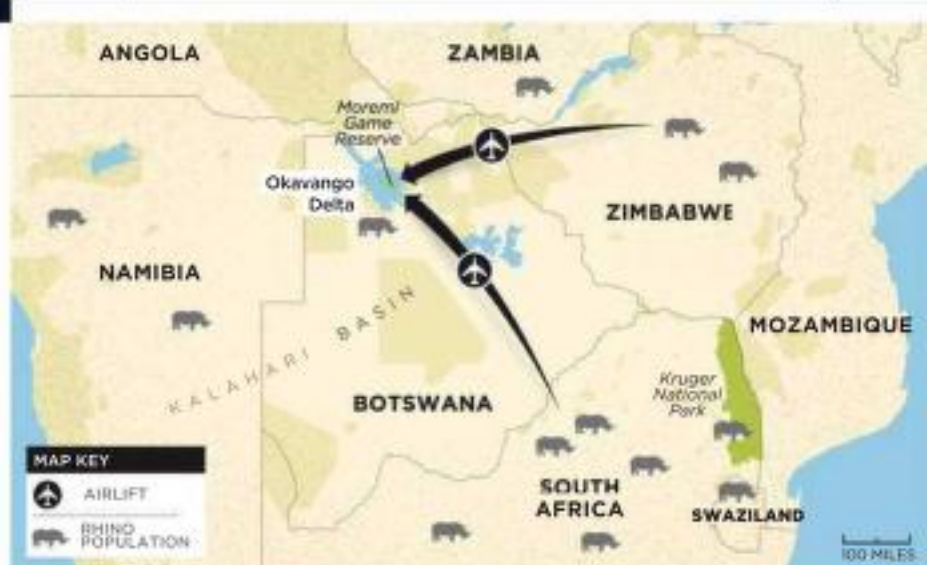 ANGOLA
ZAMBIA
Moremi
Game
Reserve
Okavango
Delta
ZIMBABWE
NAMIBIA
MOZAMBIQUE
KALAHARI BASIN
Kruger
National
Park
BOTSWANA
MAP KEY
AIRLIFT
RHINO
POPULATION
SOUTH
AFRICA
SWAZILAND
100 MILES